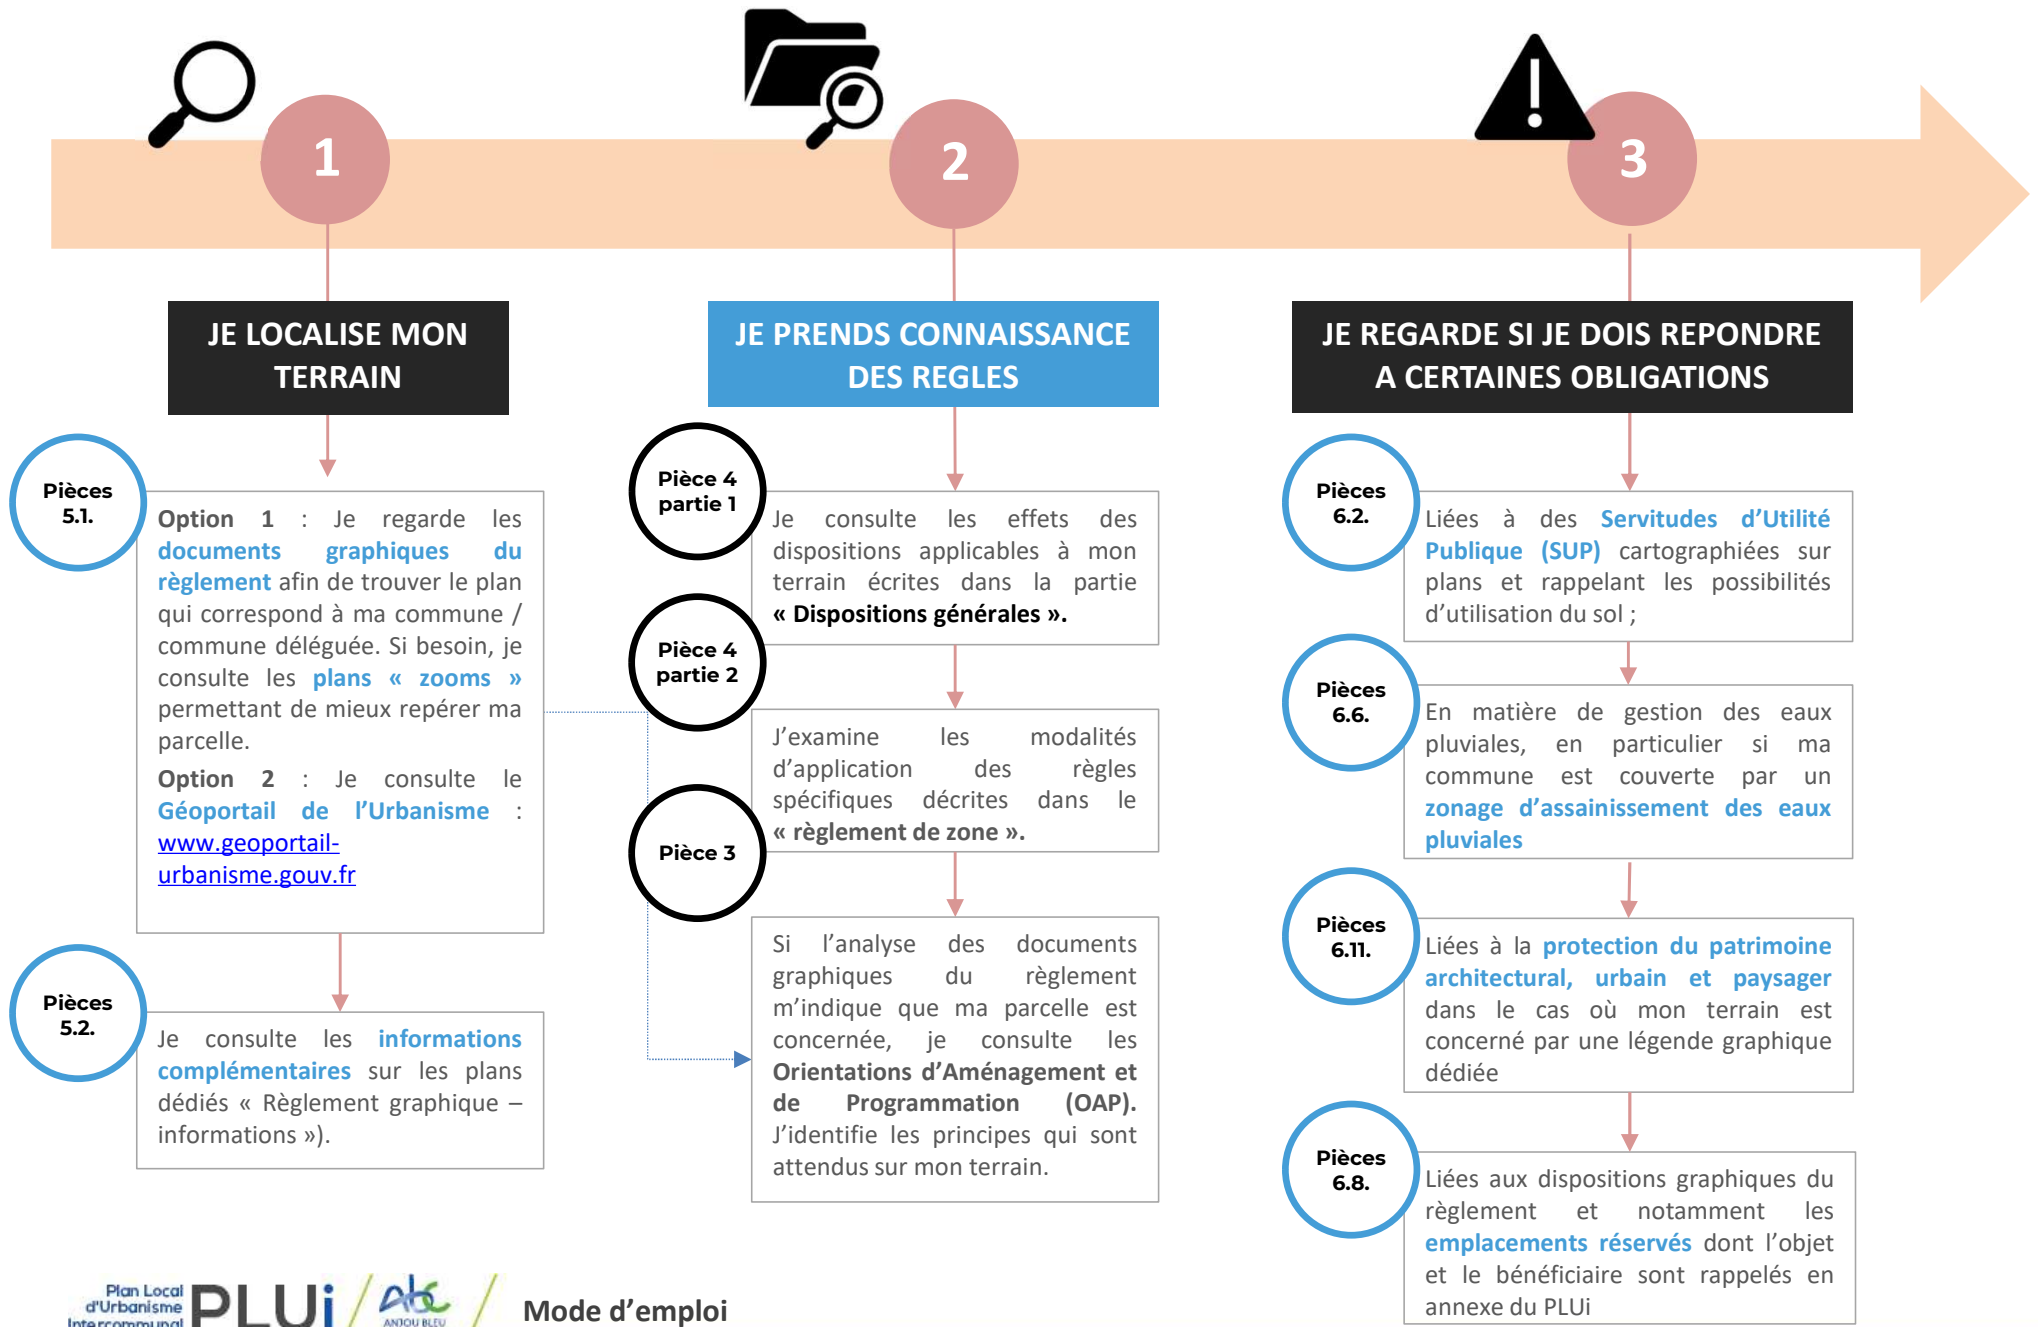 1
2
3
JE LOCALISE MON
TERRAIN
Pièces
5.1.
Option 1 : Je regarde les
documents graphiques du
règlement afin de trouver le plan
qui correspond à ma commune /
commune déléguée. Si besoin, je
consulte les plans « zooms »
permettant de mieux repérer ma
parcelle.
Option 2 : Je consulte le
Géoportail de l’Urbanisme :
www.geoportail-
urbanisme.gouv.fr
Pièces
5.2.
Je consulte les informations
complémentaires sur les plans
dédiés « Règlement graphique –
informations »).
JE PRENDS CONNAISSANCE
DES REGLES
Pièce 4
partie 1
Je consulte les effets des
dispositions applicables à mon
terrain écrites dans la partie
« Dispositions générales ».
Pièce 4
partie 2
J’examine les modalités
d’application des règles
spécifiques décrites dans le
« règlement de zone ».
Pièce 3
Si l’analyse des documents
graphiques du règlement
m’indique que ma parcelle est
concernée, je consulte les
Orientations d’Aménagement et
de Programmation (OAP).
J’identifie les principes qui sont
attendus sur mon terrain.
JE REGARDE SI JE DOIS REPONDRE
A CERTAINES OBLIGATIONS
Pièces
6.2.
Liées à des Servitudes d’Utilité
Publique (SUP) cartographiées sur
plans et rappelant les possibilités
d’utilisation du sol ;
Pièces
6.6.
En matière de gestion des eaux
pluviales, en particulier si ma
commune est couverte par un
zonage d’assainissement des eaux
pluviales
Pièces
6.11.
Liées à la protection du patrimoine
architectural, urbain et paysager
dans le cas où mon terrain est
concerné par une légende graphique
dédiée
Pièces
6.8.
Liées aux dispositions graphiques du
règlement et notamment les
emplacements réservés dont l’objet
et le bénéficiaire sont rappelés en
annexe du PLUi
Plan Local
d'Urbanisme
Intercommunal
PLUi
abc
ANJOU BLEU
Mode d’emploi